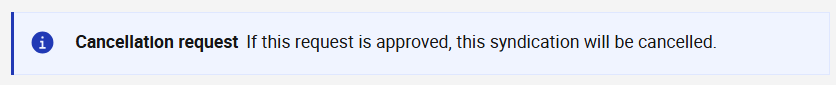 Cancellation request If this request is approved, this syndication will be cancelled.